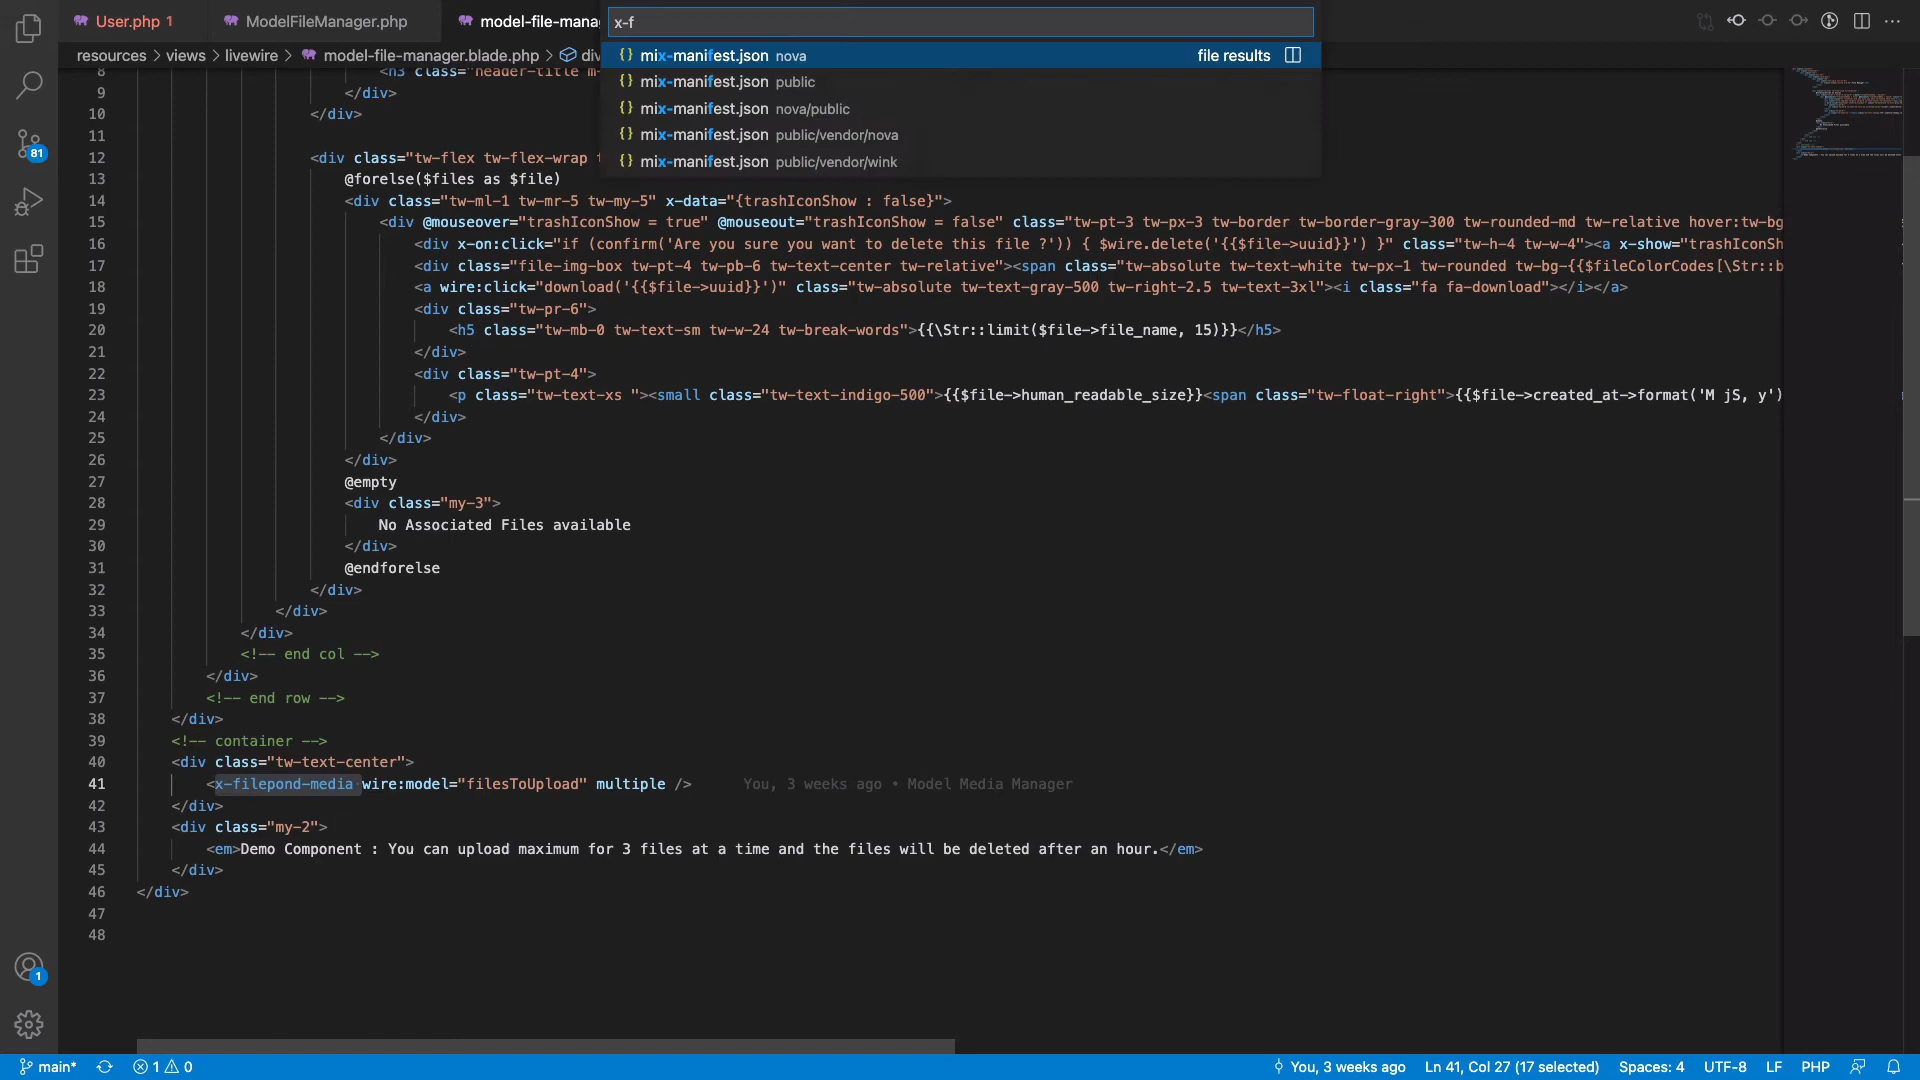 User.php 1
ModelFileManager.php
model-file-mana
x-f
resources > views > livewire > model-file-manager.blade.php > div
mix-manifest.json nova file results
mix-manifest.json public
mix-manifest.json nova/public
mix-manifest.json public/vendor/nova
mix-manifest.json public/vendor/wink
8 <h3 class="header-title m-
9 </div>
10 </div>
11
12 <div class="tw-flex tw-flex-wrap t
13 @forelse($files as $file)
14 <div class="tw-ml-1 tw-mr-5 tw-my-5" x-data="{trashIconShow : false}">
15 <div @mouseover="trashIconShow = true" @mouseout="trashIconShow = false" class="tw-pt-3 tw-px-3 tw-border tw-border-gray-300 tw-rounded-md tw-relative hover:tw-bg
16 <div x-on:click="if (confirm('Are you sure you want to delete this file ?')) { $wire.delete('{{$file->uuid}}') }" class="tw-h-4 tw-w-4"><a x-show="trashIconSh
17 <div class="file-img-box tw-pt-4 tw-pb-6 tw-text-center tw-relative"><span class="tw-absolute tw-text-white tw-px-1 tw-rounded tw-bg-{{$fileColorCodes[\Str::b
18 <a wire:click="download('{{$file->uuid}}')" class="tw-absolute tw-text-gray-500 tw-right-2.5 tw-text-3xl"><i class="fa fa-download"></i></a>
19 <div class="tw-pr-6">
20 <h5 class="tw-mb-0 tw-text-sm tw-w-24 tw-break-words">{{\Str::limit($file->file_name, 15)}}</h5>
21 </div>
22 <div class="tw-pt-4">
23 <p class="tw-text-xs "><small class="tw-text-indigo-500">{{$file->human_readable_size}}<span class="tw-float-right">{{$file->created_at->format('M jS, y')
24 </div>
25 </div>
26 </div>
27 @empty
28 <div class="my-3">
29 No Associated Files available
30 </div>
31 @endforelse
32 </div>
33 </div>
34 </div>
35 <!-- end col -->
36 </div>
37 <!-- end row -->
38 </div>
39 <!-- container -->
40 <div class="tw-text-center">
41 <x-filepond-media wire:model="filesToUpload" multiple /> You, 3 weeks ago • Model Media Manager
42 </div>
43 <div class="my-2">
44 <em>Demo Component : You can upload maximum for 3 files at a time and the files will be deleted after an hour.</em>
45 </div>
46 </div>
47
48
81
1
main* 1 0 You, 3 weeks ago Ln 41, Col 27 (17 selected) Spaces: 4 UTF-8 LF PHP